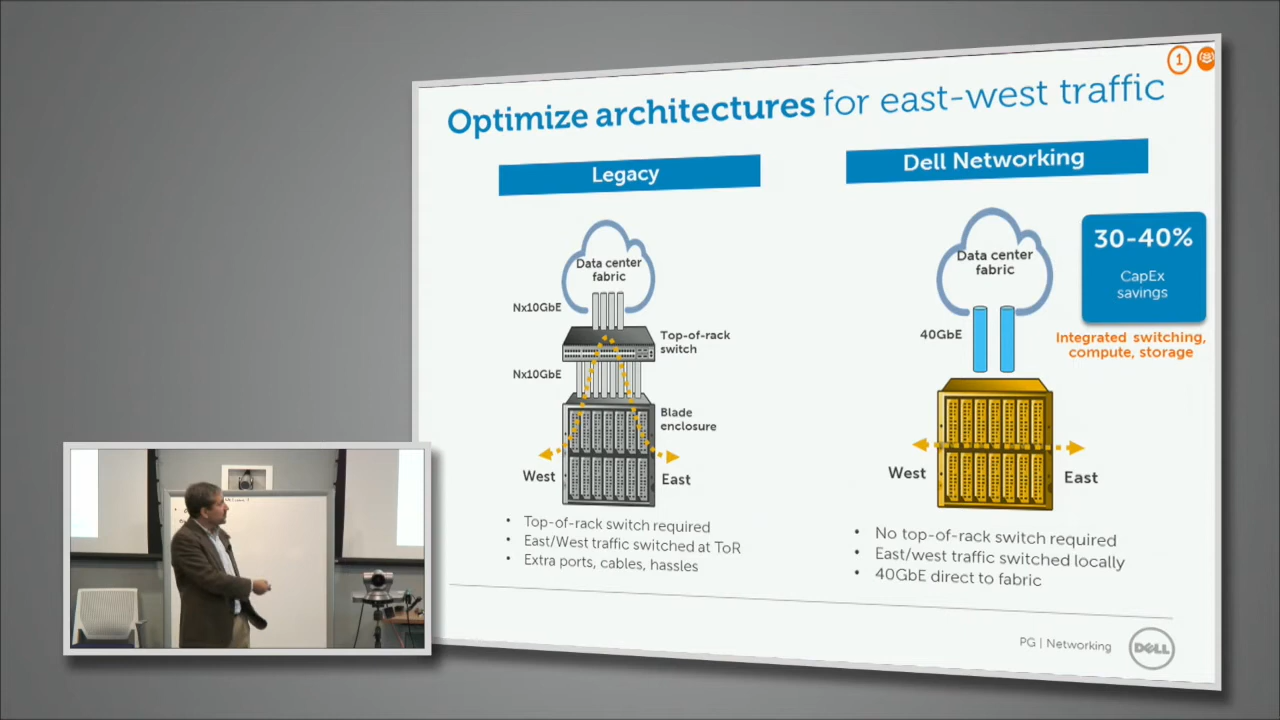 1
Optimize architectures for east-west traffic
Legacy
Data center
fabric
Nx10GbE
Top-of-rack
switch
Nx10GbE
Blade
enclosure
West
East
• Top-of-rack switch required
• East/West traffic switched at ToR
• Extra ports, cables, hassles
Dell Networking
Data center
fabric
30-40%
CapEx
savings
40GbE
Integrated switching,
compute, storage
West
East
• No top-of-rack switch required
• East/west traffic switched locally
• 40GbE direct to fabric
PG | Networking
DELL